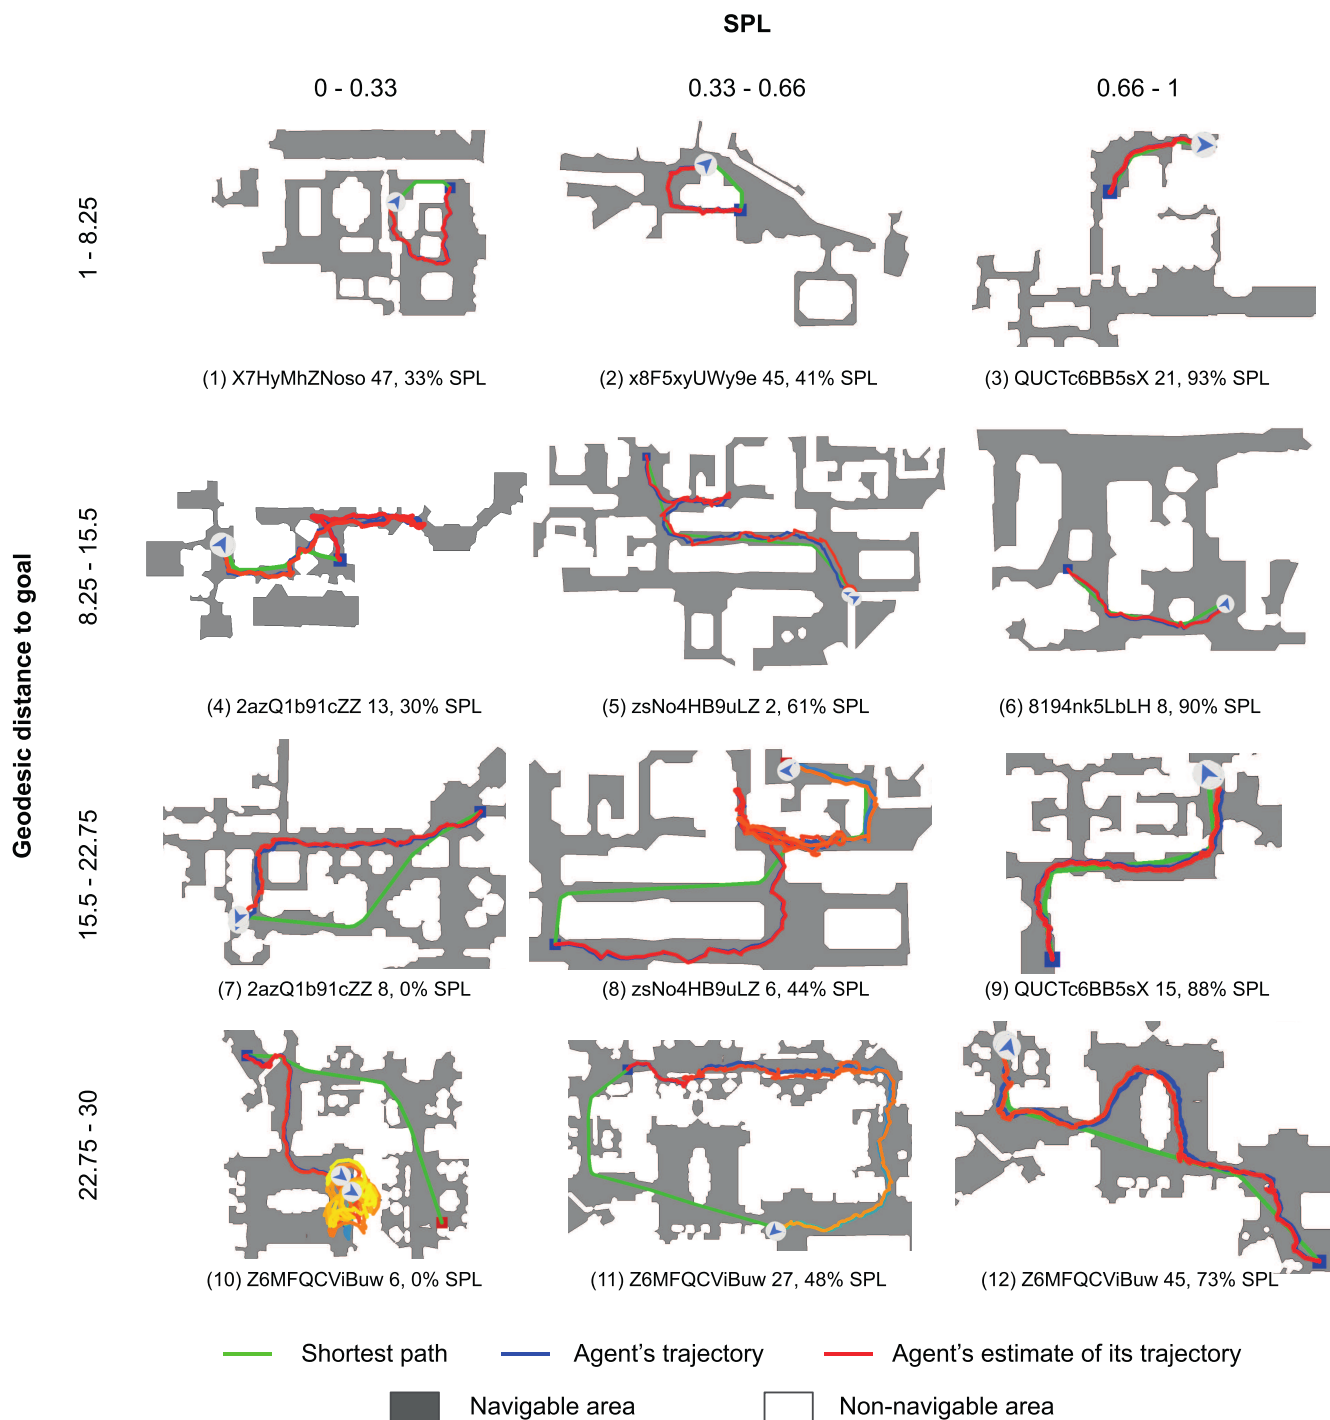 SPL
0 - 0.33
0.33 - 0.66
0.66 - 1
Geodesic distance to goal
1 - 8.25
(1) X7HyMhZNoso 47, 33% SPL
(2) x8F5xyUWy9e 45, 41% SPL
(3) QUCTc6BB5sX 21, 93% SPL
8.25 - 15.5
(4) 2azQ1b91cZZ 13, 30% SPL
(5) zsNo4HB9uLZ 2, 61% SPL
(6) 8194nk5LbLH 8, 90% SPL
15.5 - 22.75
(7) 2azQ1b91cZZ 8, 0% SPL
(8) zsNo4HB9uLZ 6, 44% SPL
(9) QUCTc6BB5sX 15, 88% SPL
22.75 - 30
(10) Z6MFQCViBuw 6, 0% SPL
(11) Z6MFQCViBuw 27, 48% SPL
(12) Z6MFQCViBuw 45, 73% SPL
Shortest path
Agent's trajectory
Agent's estimate of its trajectory
Navigable area
Non-navigable area